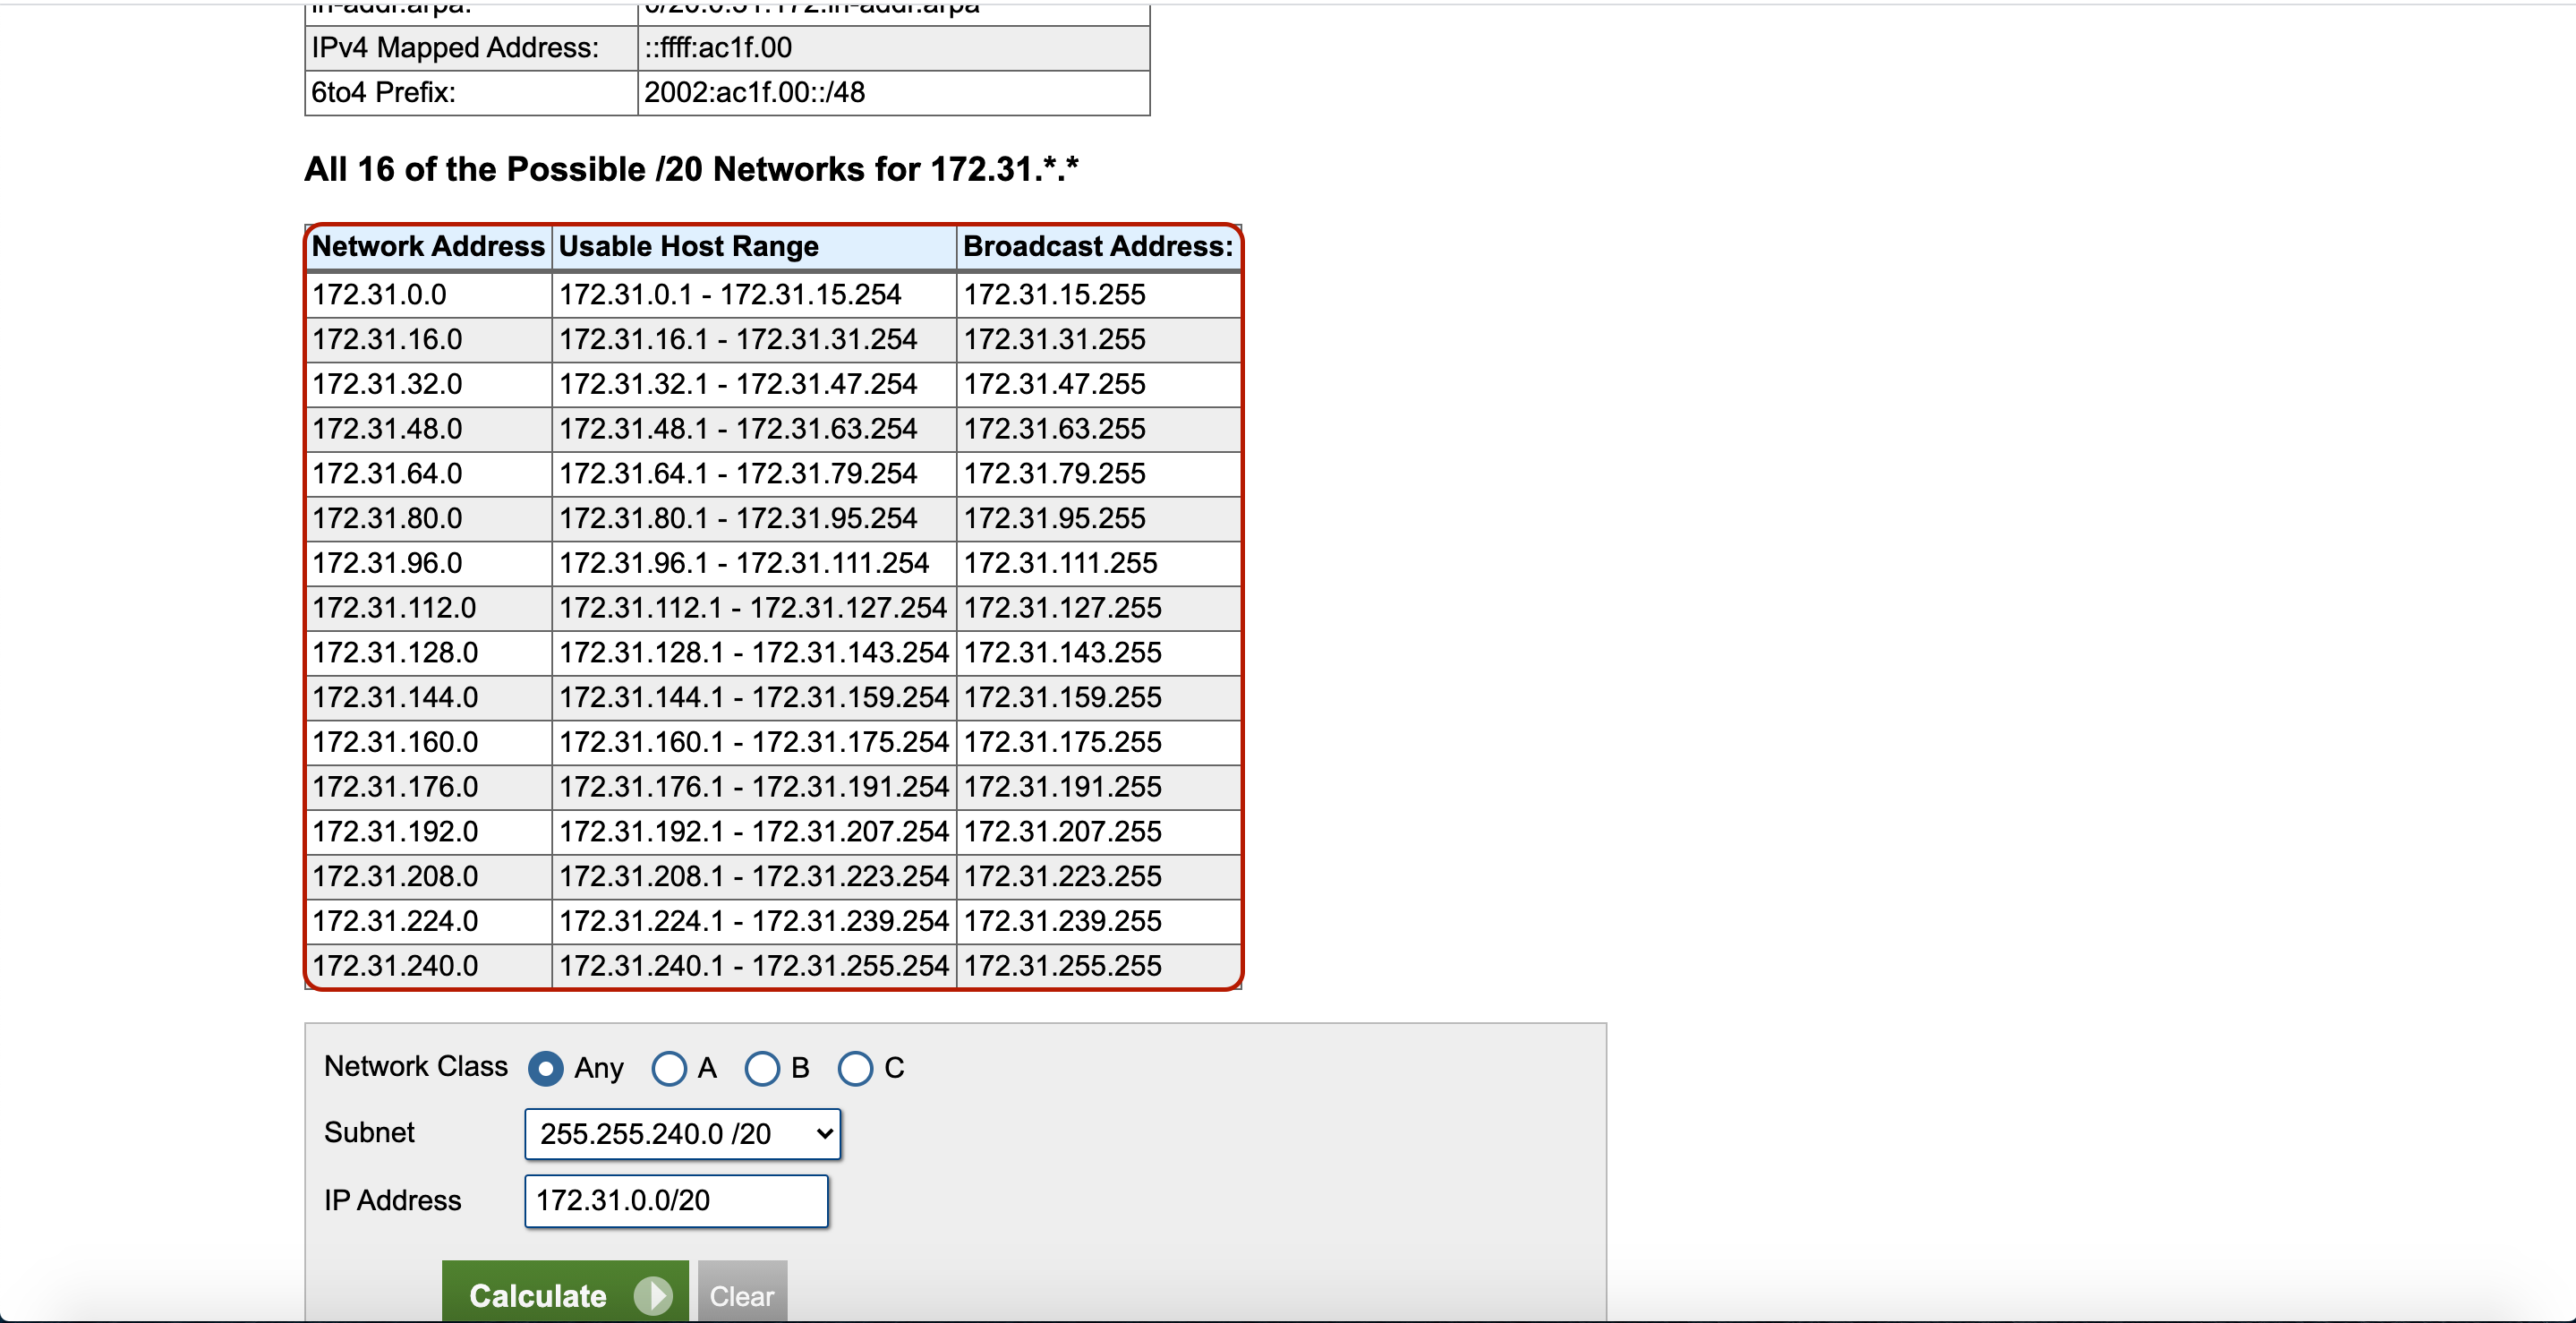 in-addr.arpa: 0/20.0.31.172.in-addr.arpa
IPv4 Mapped Address: ::ffff:ac1f.00
6to4 Prefix: 2002:ac1f.00::/48
All 16 of the Possible /20 Networks for 172.31.*.*
Network Address Usable Host Range Broadcast Address:
172.31.0.0 172.31.0.1 - 172.31.15.254 172.31.15.255
172.31.16.0 172.31.16.1 - 172.31.31.254 172.31.31.255
172.31.32.0 172.31.32.1 - 172.31.47.254 172.31.47.255
172.31.48.0 172.31.48.1 - 172.31.63.254 172.31.63.255
172.31.64.0 172.31.64.1 - 172.31.79.254 172.31.79.255
172.31.80.0 172.31.80.1 - 172.31.95.254 172.31.95.255
172.31.96.0 172.31.96.1 - 172.31.111.254 172.31.111.255
172.31.112.0 172.31.112.1 - 172.31.127.254 172.31.127.255
172.31.128.0 172.31.128.1 - 172.31.143.254 172.31.143.255
172.31.144.0 172.31.144.1 - 172.31.159.254 172.31.159.255
172.31.160.0 172.31.160.1 - 172.31.175.254 172.31.175.255
172.31.176.0 172.31.176.1 - 172.31.191.254 172.31.191.255
172.31.192.0 172.31.192.1 - 172.31.207.254 172.31.207.255
172.31.208.0 172.31.208.1 - 172.31.223.254 172.31.223.255
172.31.224.0 172.31.224.1 - 172.31.239.254 172.31.239.255
172.31.240.0 172.31.240.1 - 172.31.255.254 172.31.255.255
Network Class Any A B C
Subnet 255.255.240.0 /20
IP Address 172.31.0.0/20
Calculate Clear